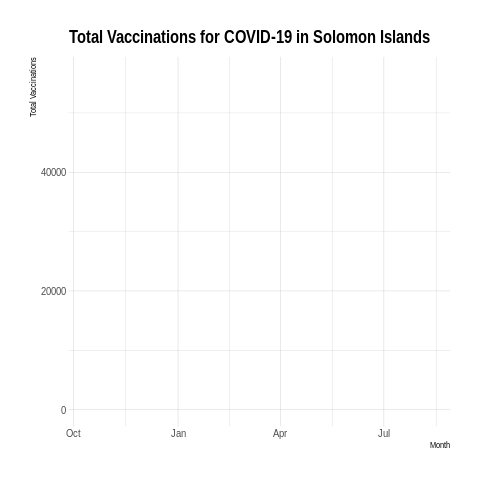 Total Vaccinations for COVID-19 in Solomon Islands
Total Vaccinations
40000
20000
0
Oct
Jan
Apr
Jul
Month